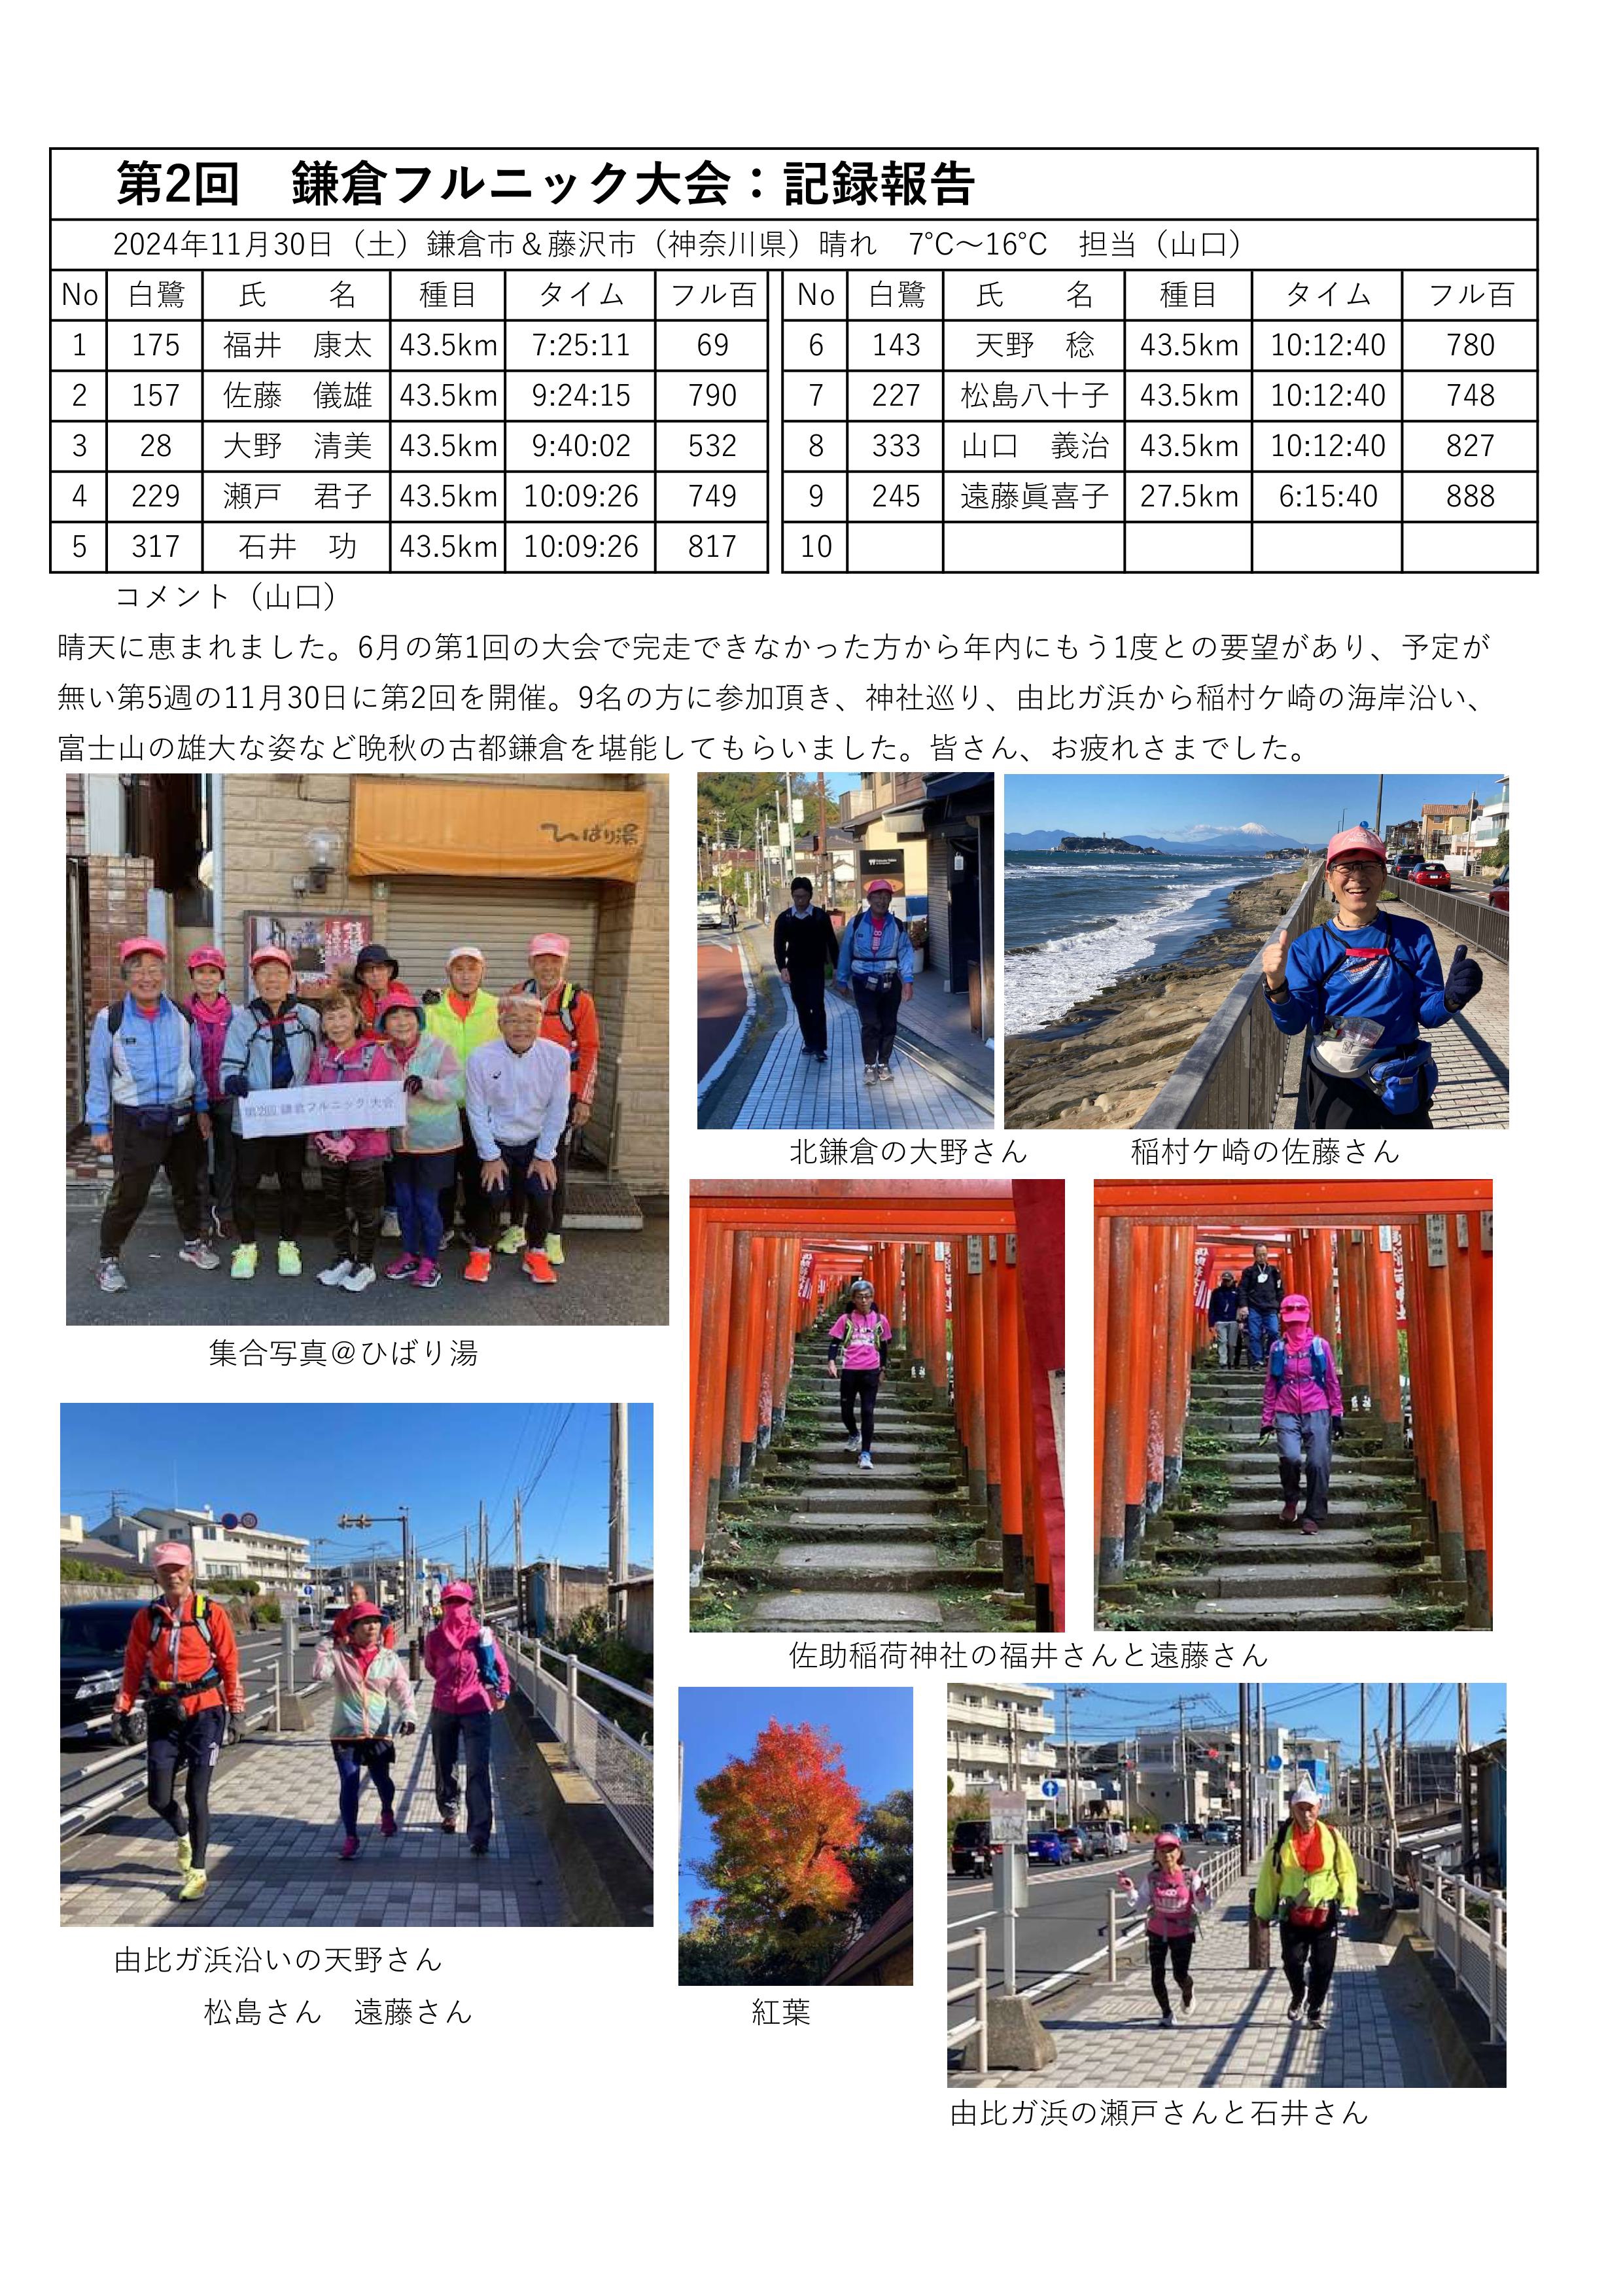 第2回　鎌倉フルニック大会：記録報告
2024年11月30日（土）鎌倉市＆藤沢市（神奈川県）晴れ　7℃～16℃　担当（山口）
No 白鷺 氏　　名 種目 タイム フル百 No 白鷺 氏　　名 種目 タイム フル百
1 175 福井　康太 43.5km 7:25:11 69 6 143 天野　稔 43.5km 10:12:40 780
2 157 佐藤　儀雄 43.5km 9:24:15 790 7 227 松島八十子 43.5km 10:12:40 748
3 28 大野　清美 43.5km 9:40:02 532 8 333 山口　義治 43.5km 10:12:40 827
4 229 瀬戸　君子 43.5km 10:09:26 749 9 245 遠藤眞喜子 27.5km 6:15:40 888
5 317 石井　功 43.5km 10:09:26 817 10
コメント（山口）
晴天に恵まれました。6月の第1回の大会で完走できなかった方から年内にもう1度との要望があり、予定が
無い第5週の11月30日に第2回を開催。9名の方に参加頂き、神社巡り、由比ガ浜から稲村ケ崎の海岸沿い、
富士山の雄大な姿など晩秋の古都鎌倉を堪能してもらいました。皆さん、お疲れさまでした。
ひばり湯
第2回 鎌倉フルニック大会
北鎌倉の大野さん
稲村ケ崎の佐藤さん
集合写真＠ひばり湯
佐助稲荷神社の福井さんと遠藤さん
由比ガ浜沿いの天野さん
松島さん　遠藤さん
紅葉
由比ガ浜の瀬戸さんと石井さん